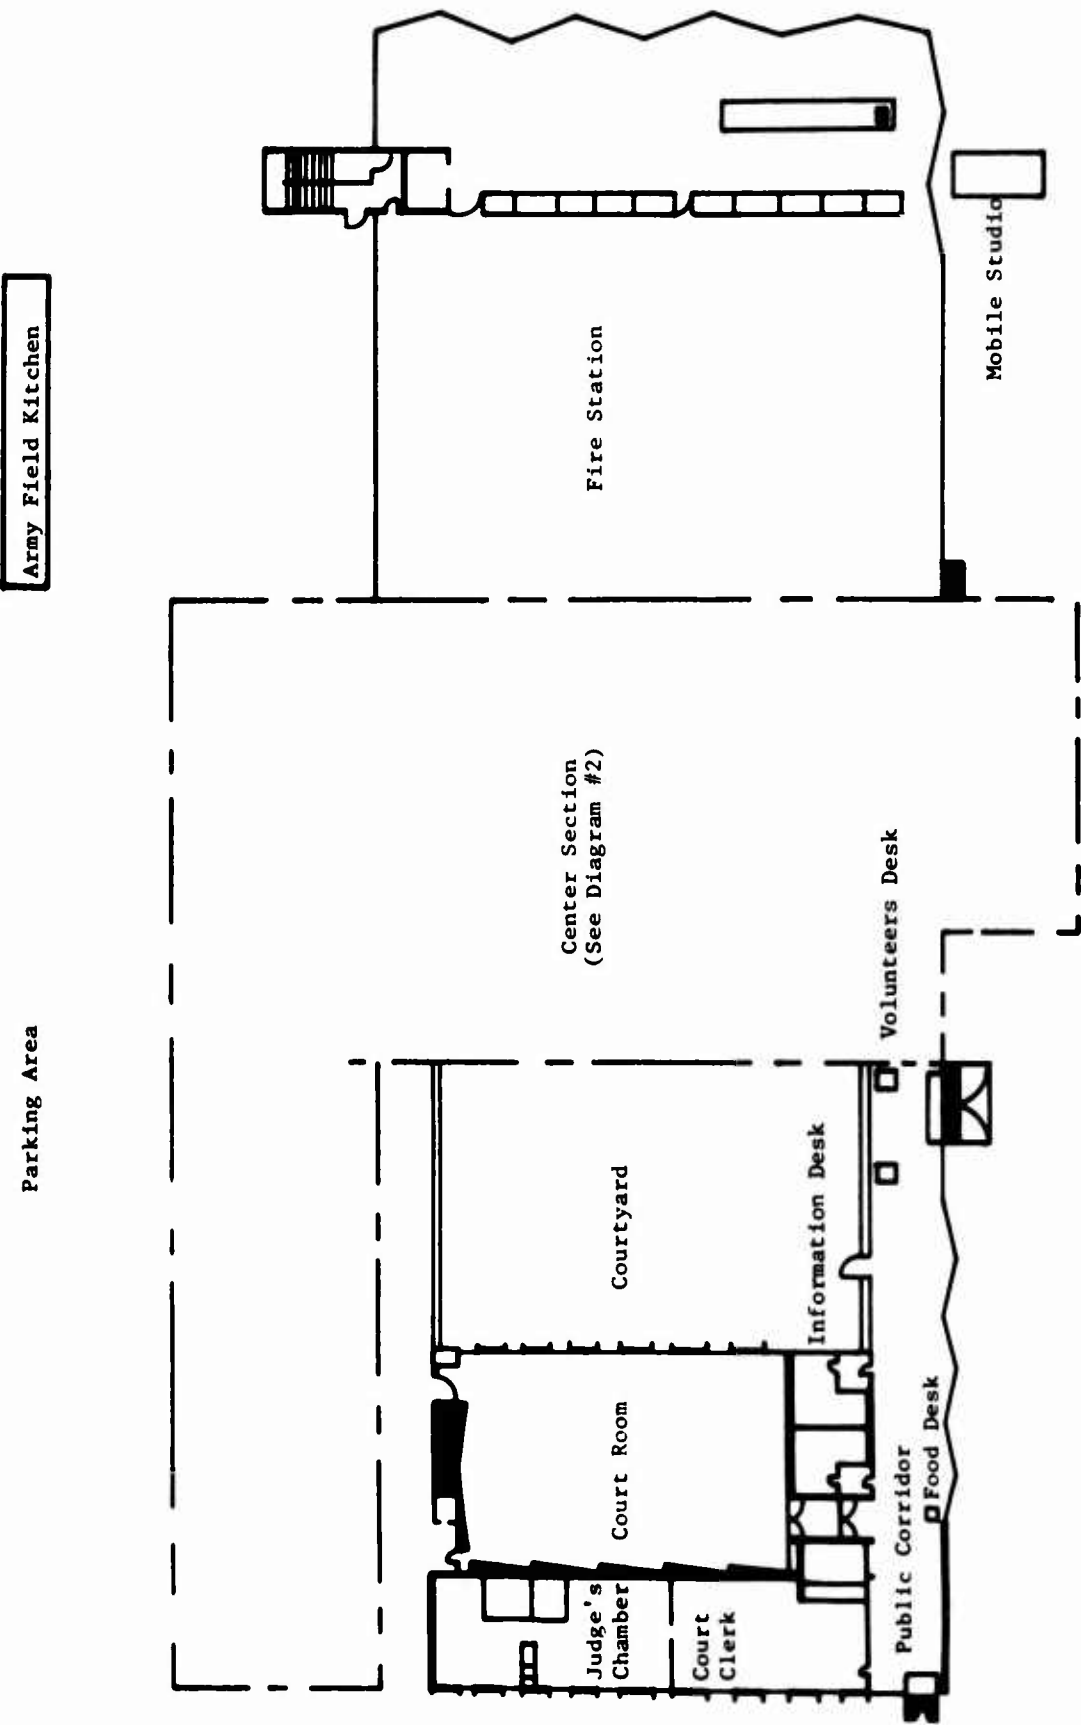 Parking Area
Army Field Kitchen
Center Section
(See Diagram #2)
Fire Station
Mobile Studio
Judge's
Chamber
Court Room
Courtyard
Court
Clerk
Information Desk
Volunteers Desk
Public Corridor
Food Desk